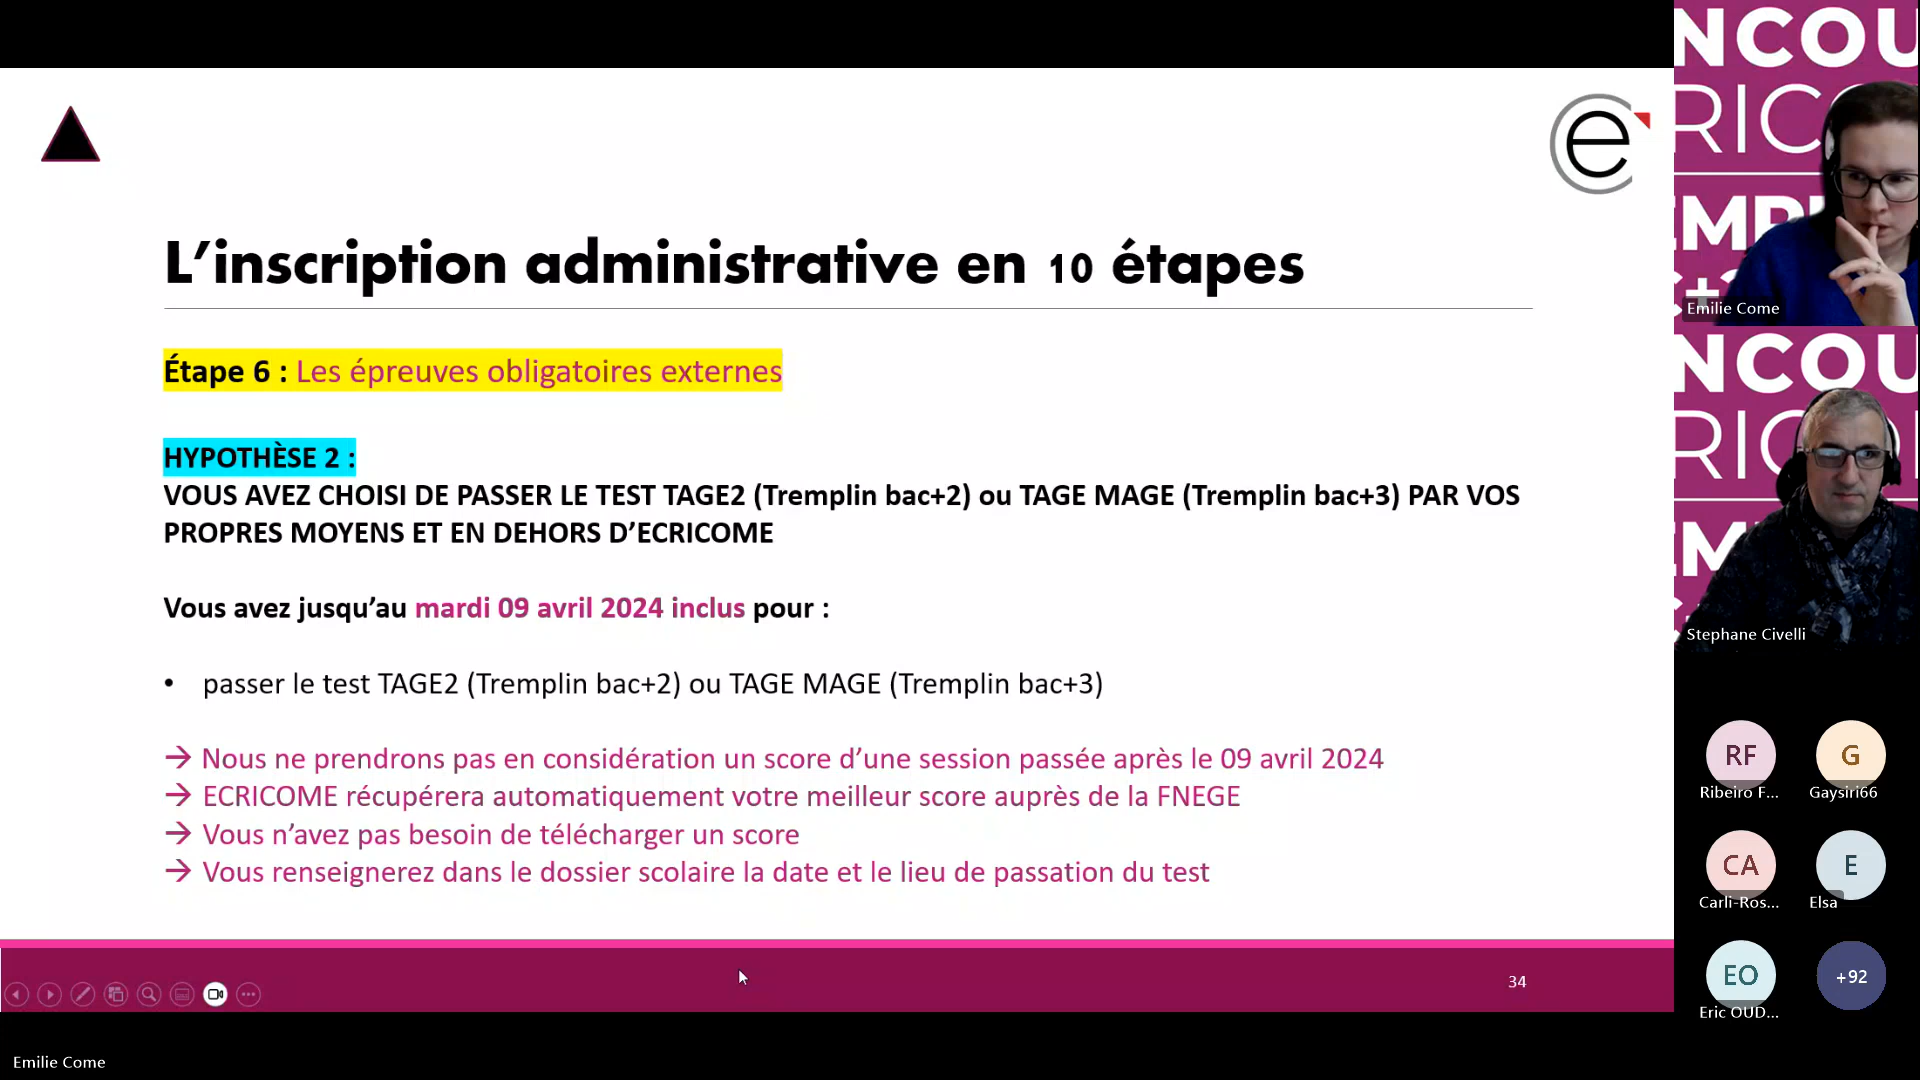 L’inscription administrative en 10 étapes
Étape 6 : Les épreuves obligatoires externes
HYPOTHÈSE 2 :
VOUS AVEZ CHOISI DE PASSER LE TEST TAGE2 (Tremplin bac+2) ou TAGE MAGE (Tremplin bac+3) PAR VOS
PROPRES MOYENS ET EN DEHORS D’ECRICOME
Vous avez jusqu’au mardi 09 avril 2024 inclus pour :
• passer le test TAGE2 (Tremplin bac+2) ou TAGE MAGE (Tremplin bac+3)
→ Nous ne prendrons pas en considération un score d’une session passée après le 09 avril 2024
→ ECRICOME récupérera automatiquement votre meilleur score auprès de la FNEGE
→ Vous n’avez pas besoin de télécharger un score
→ Vous renseignerez dans le dossier scolaire la date et le lieu de passation du test
34
Emilie Come
e
NCOU
RIC
EMP
Emilie Come
NCOU
RIC
EM
Stephane Civelli
RF
Ribeiro F...
G
Gaysiri66
CA
Carli-Ros...
E
Elsa
EO
Eric OUD...
+92